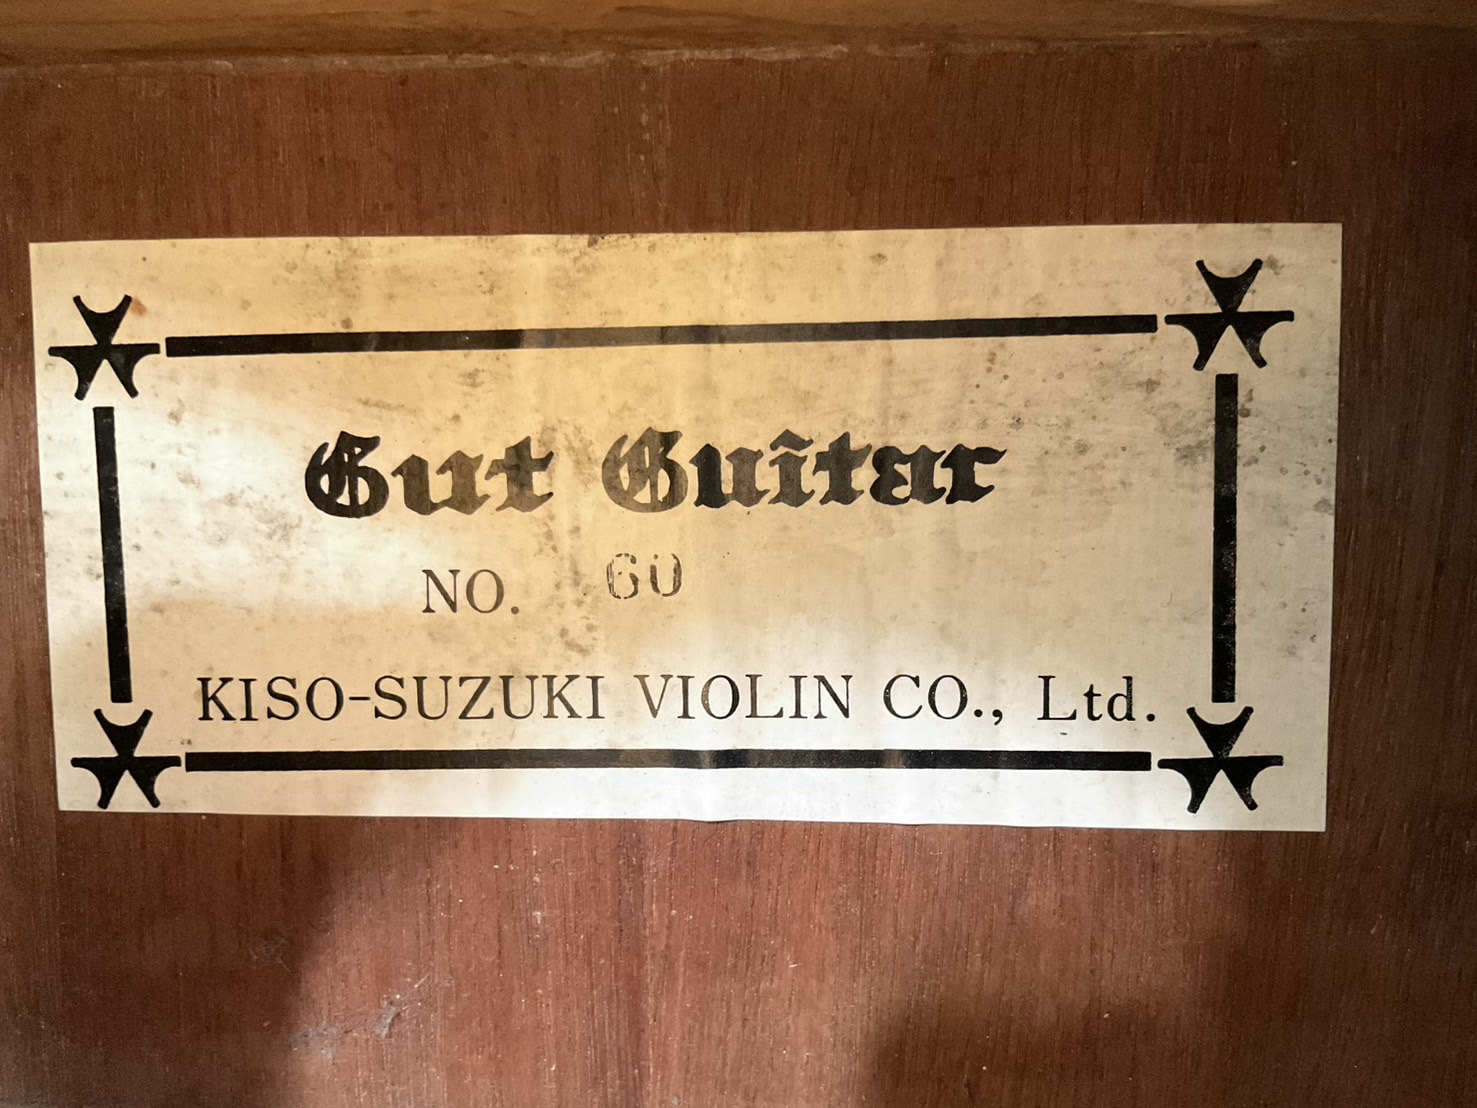 Gut Guitar
NO. 60
KISO-SUZUKI VIOLIN CO., Ltd.